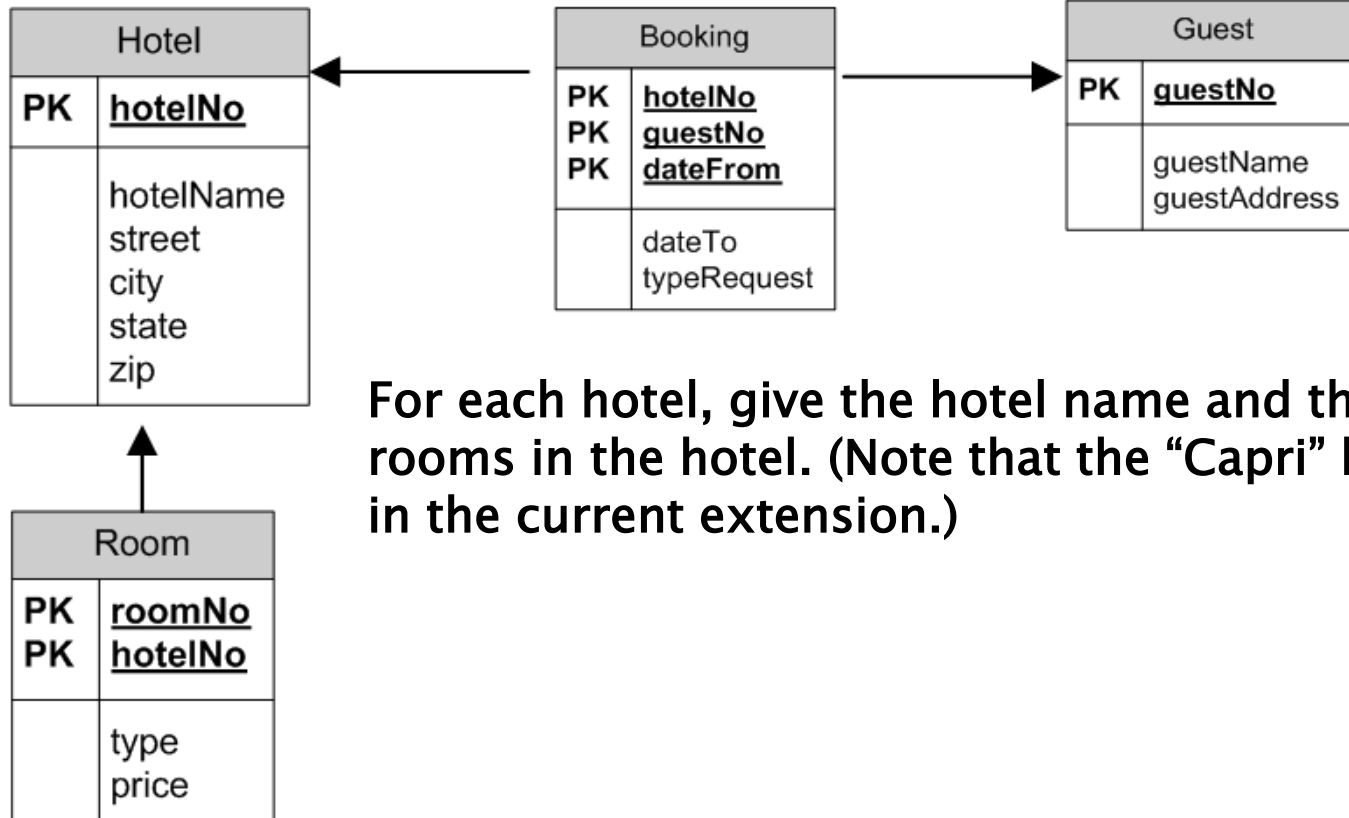 Hotel
PK hotelNo
hotelName
street
city
state
zip
Booking
PK hotelNo
PK guestNo
PK dateFrom
dateTo
typeRequest
Guest
PK guestNo
guestName
guestAddress
For each hotel, give the hotel name and
rooms in the hotel. (Note that the “Capri”
in the current extension.)
Room
PK roomNo
PK hotelNo
type
price